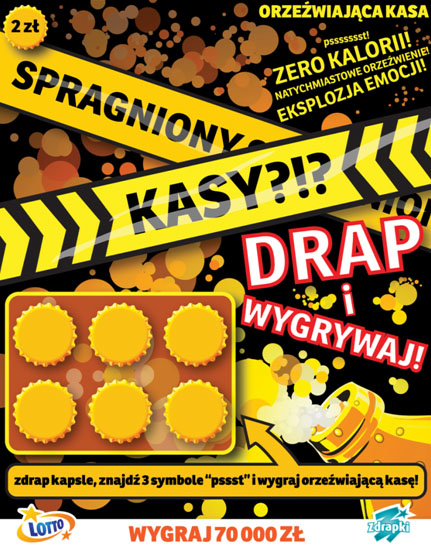 2 zł
ORZEŹWIAJĄCA KASA
psssssst!
ZERO KALORII!
NATYCHMIASTOWE ORZEŹWIENIE!
EKSPLOZJA EMOCJI!
SPRAGNIONY
KASY?!?
DRAP
i
WYGRYWAJ!
zdrap kapsle, znajdź 3 symbole "pssst" i wygraj orzeźwiającą kasę!
LOTTO
WYGRAJ 70 000 ZŁ
Zdrapki